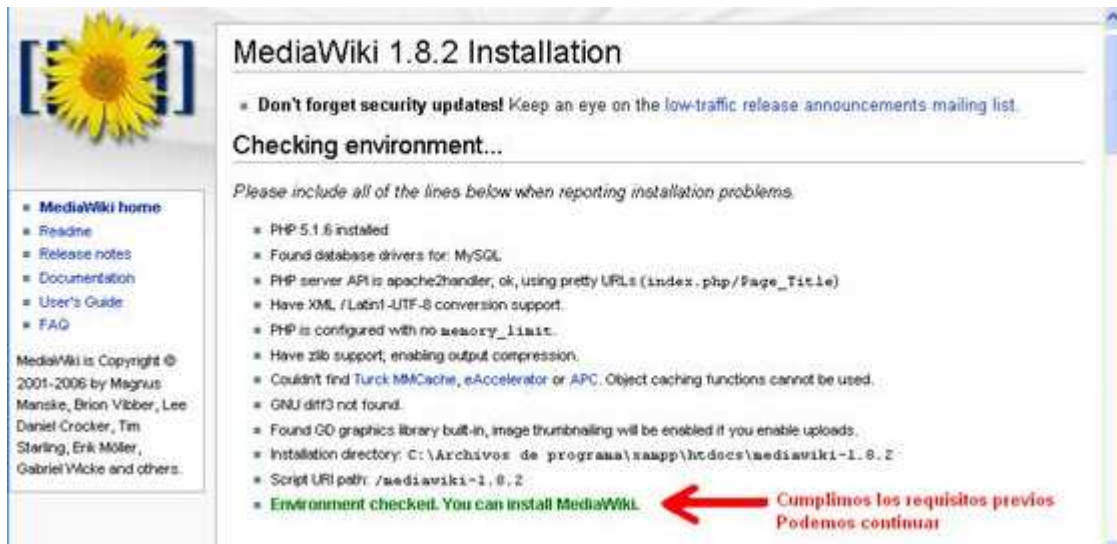 MediaWiki 1.8.2 Installation
Don't forget security updates! Keep an eye on the low-traffic release announcements mailing list.
Checking environment...
Please include all of the lines below when reporting installation problems.
PHP 5.1.6 installed
Found database drivers for: MySQL
PHP server API is apache2handler; ok, using pretty URLs (index.php/Page_Title)
Have XML / Latin1-UTF-8 conversion support.
PHP is configured with no memory_limit.
Have zlib support; enabling output compression.
Couldn't find Turck MMCache, eAccelerator or APC. Object caching functions cannot be used.
GNU diff3 not found.
Found GD graphics library built-in, image thumbnailing will be enabled if you enable uploads.
Installation directory: C:\Archivos de programa\xampp\htdocs\mediawiki-1.8.2
Script URI path: /mediawiki-1.8.2
Environment checked. You can install MediaWiki.
Cumplimos los requisitos previos
Podemos continuar
MediaWiki home
Readme
Release notes
Documentation
User's Guide
FAQ
MediaWiki is Copyright ©
2001-2006 by Magnus
Manske, Brion Vibber, Lee
Daniel Crocker, Tim
Starling, Erik Möller,
Gabriel Wicke and others.